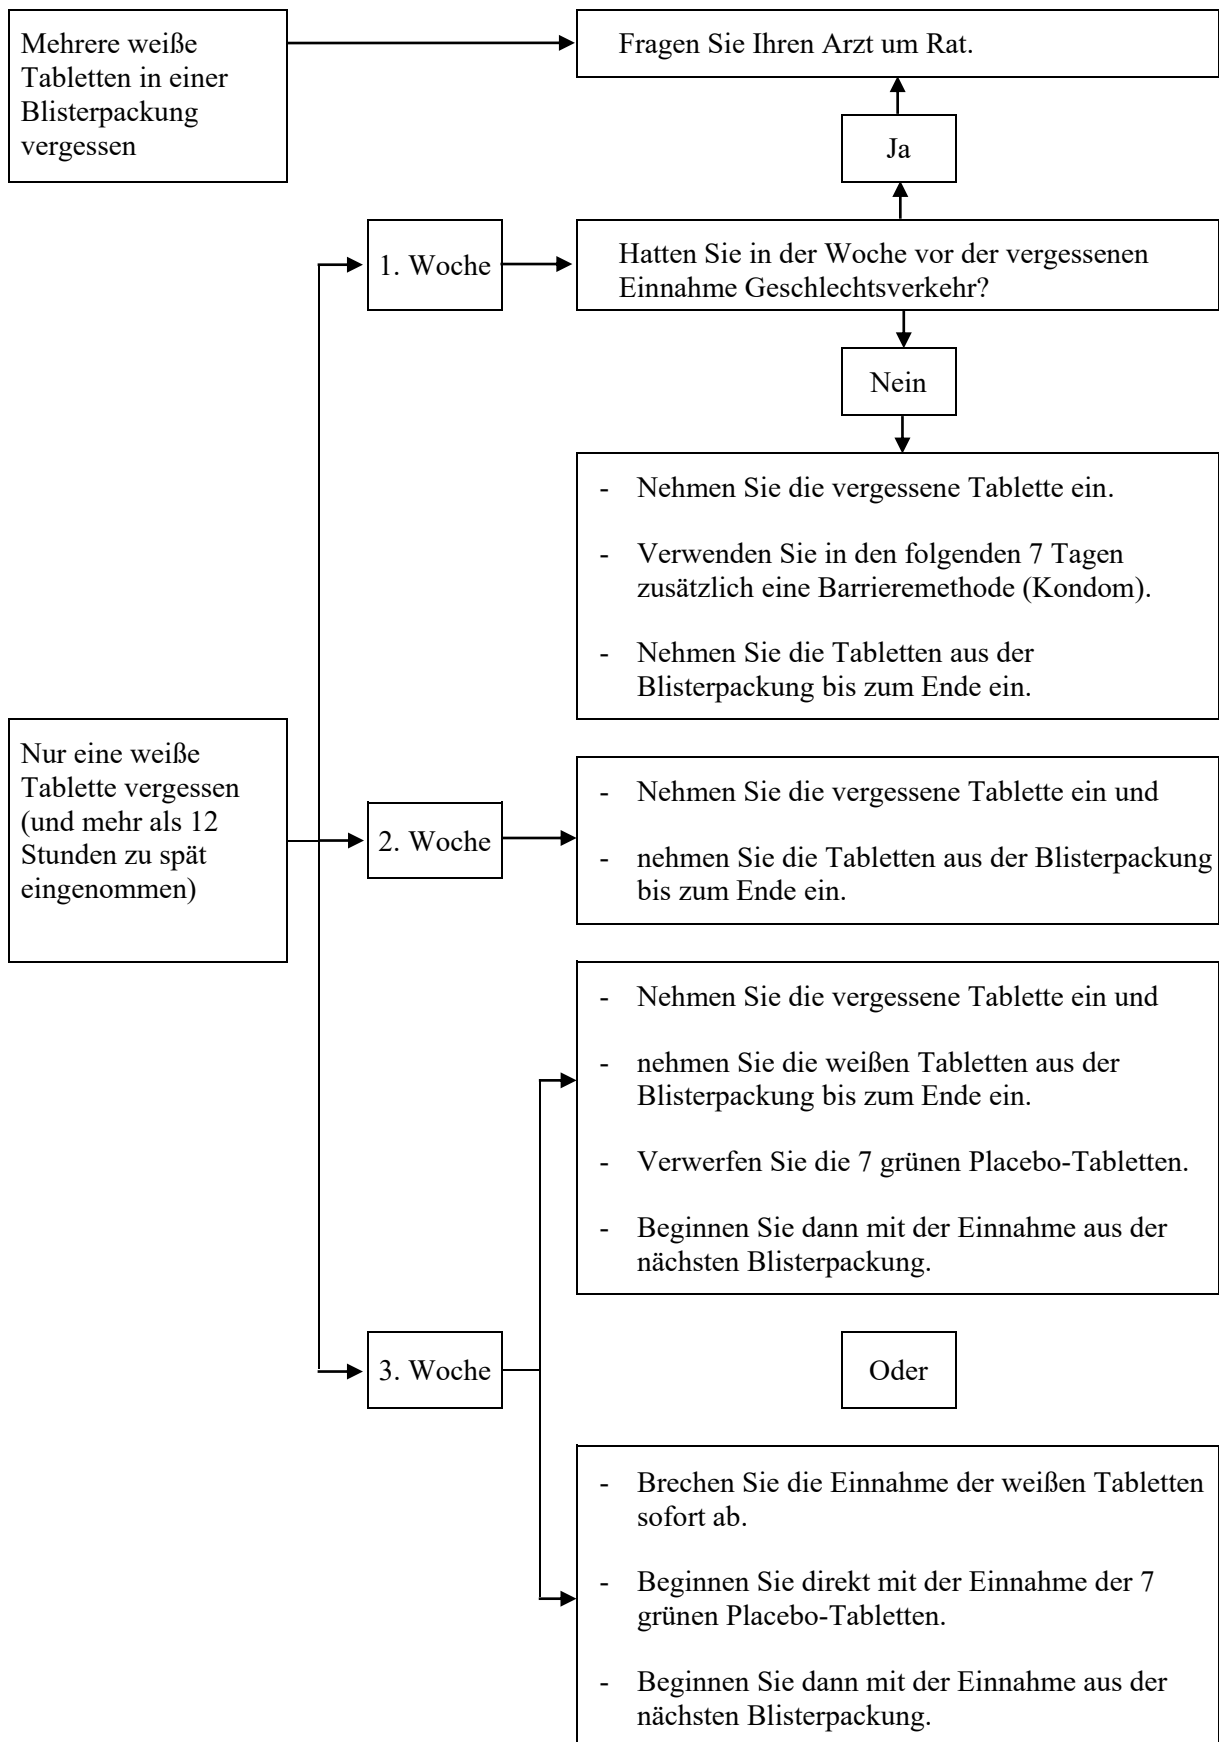 Mehrere weiße
Tabletten in einer
Blisterpackung
vergessen
Fragen Sie Ihren Arzt um Rat.
Ja
1. Woche
Hatten Sie in der Woche vor der vergessenen
Einnahme Geschlechtsverkehr?
Nein
- Nehmen Sie die vergessene Tablette ein.
- Verwenden Sie in den folgenden 7 Tagen
zusätzlich eine Barrieremethode (Kondom).
- Nehmen Sie die Tabletten aus der
Blisterpackung bis zum Ende ein.
Nur eine weiße
Tablette vergessen
(und mehr als 12
Stunden zu spät
eingenommen)
2. Woche
- Nehmen Sie die vergessene Tablette ein und
- nehmen Sie die Tabletten aus der Blisterpackung
bis zum Ende ein.
- Nehmen Sie die vergessene Tablette ein und
- nehmen Sie die weißen Tabletten aus der
Blisterpackung bis zum Ende ein.
- Verwerfen Sie die 7 grünen Placebo-Tabletten.
- Beginnen Sie dann mit der Einnahme aus der
nächsten Blisterpackung.
3. Woche
Oder
- Brechen Sie die Einnahme der weißen Tabletten
sofort ab.
- Beginnen Sie direkt mit der Einnahme der 7
grünen Placebo-Tabletten.
- Beginnen Sie dann mit der Einnahme aus der
nächsten Blisterpackung.